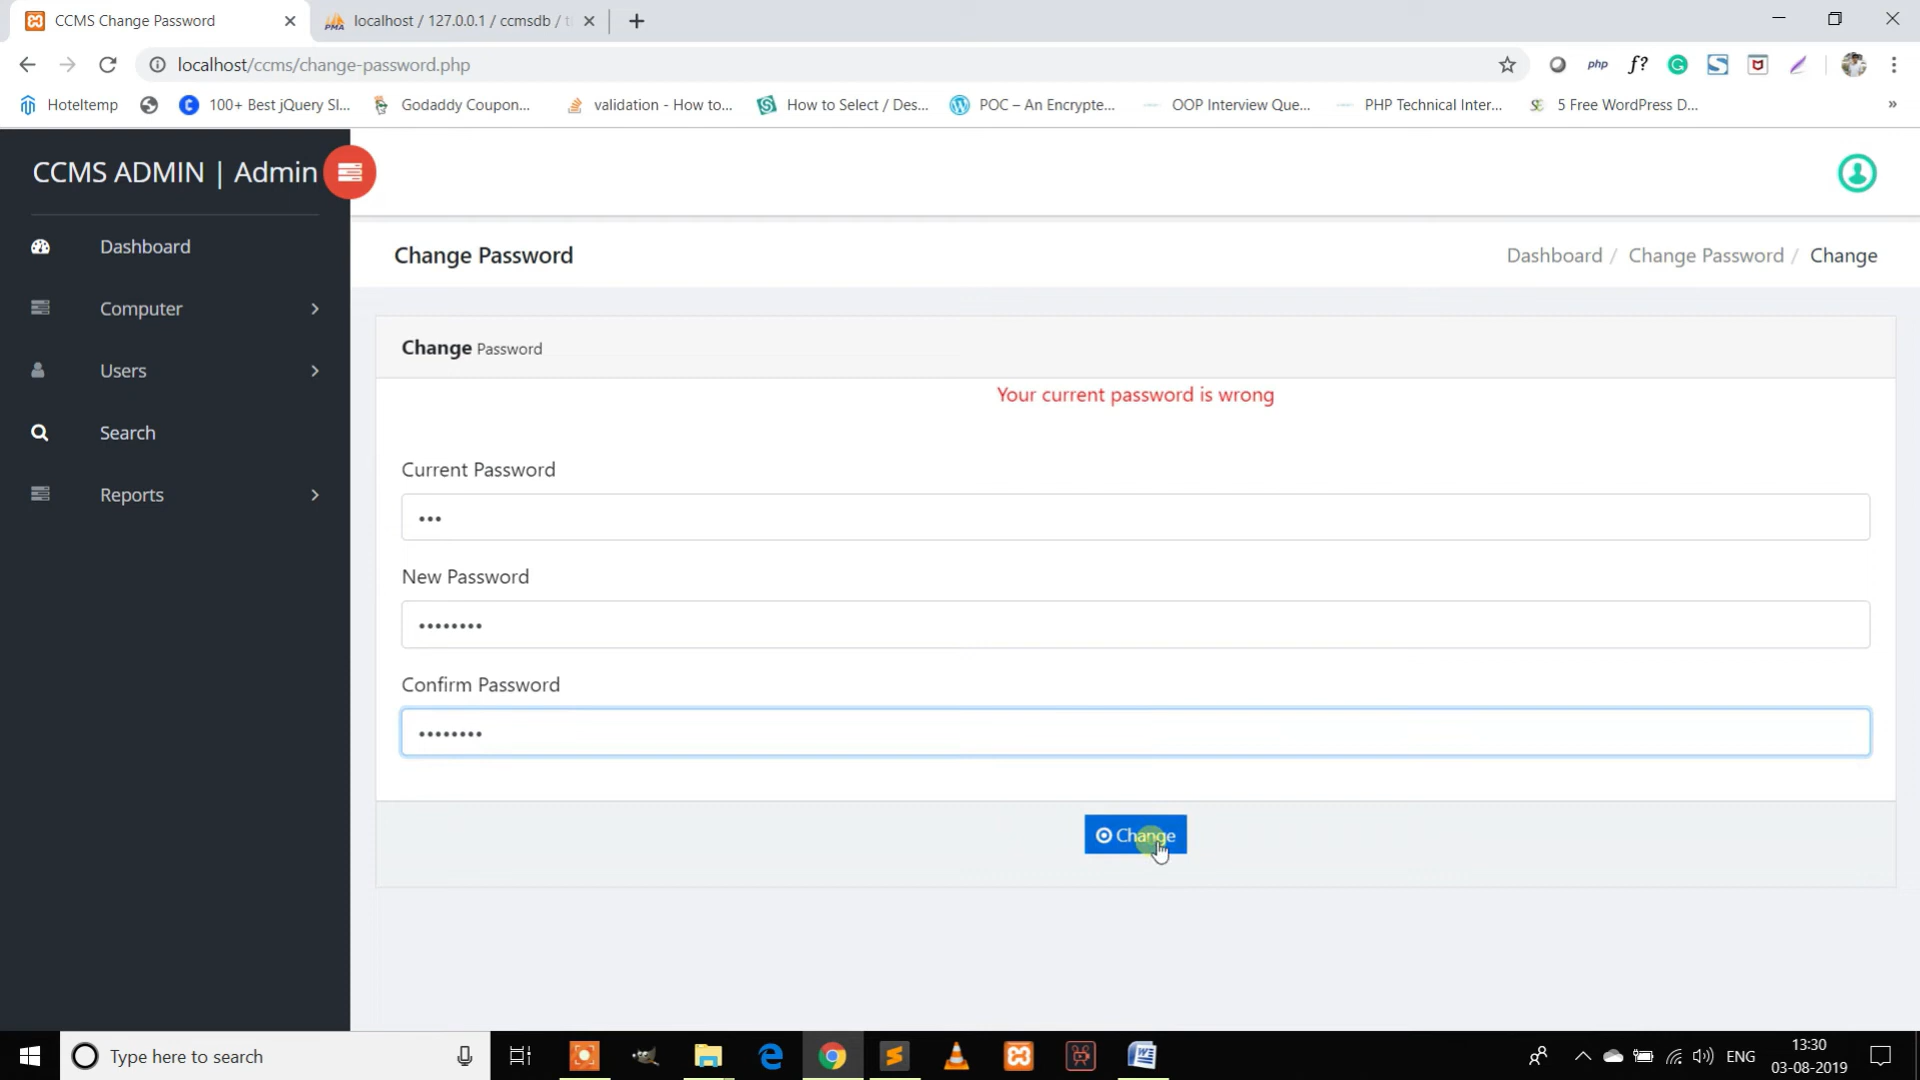 CCMS Change Password
localhost / 127.0.0.1 / ccmsdb /
localhost/ccms/change-password.php
php
f?
Hoteltemp
100+ Best jQuery Sl...
Godaddy Coupon...
validation - How to...
How to Select / Des...
POC – An Encrypte...
OOP Interview Que...
PHP Technical Inter...
5 Free WordPress D...
CCMS ADMIN | Admin
Dashboard
Computer
Users
Search
Reports
Change Password
Dashboard / Change Password / Change
Change Password
Your current password is wrong
Current Password
•••
New Password
••••••••
Confirm Password
••••••••
Change
Type here to search
ENG
13:30
03-08-2019